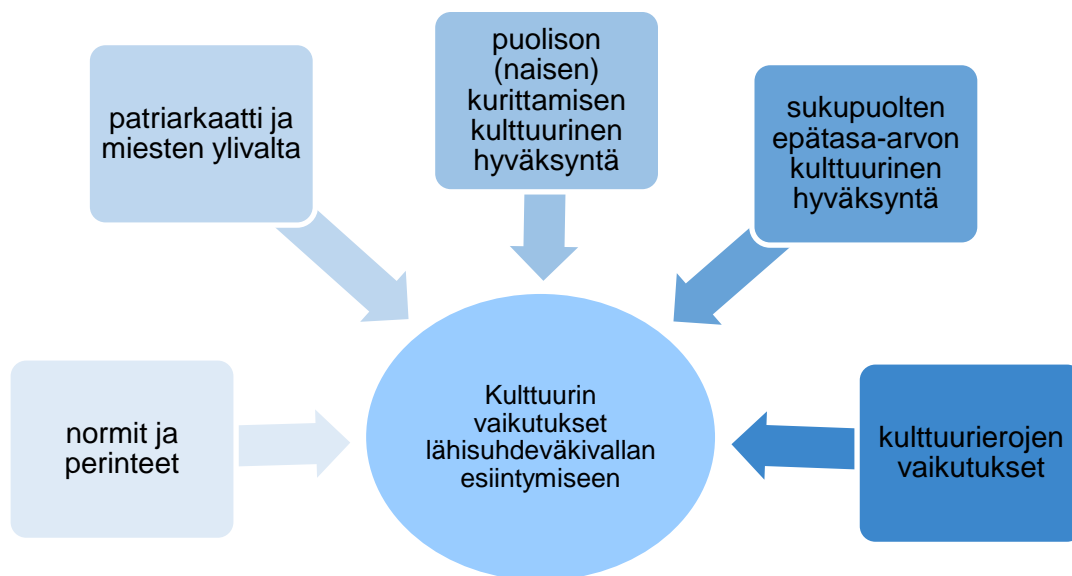 normit ja
perinteet
patriarkaatti ja
miesten ylivalta
puolison
(naisen)
kurittamisen
kulttuurinen
hyväksyntä
sukupuolten
epätasa-arvon
kulttuurinen
hyväksyntä
kulttuurierojen
vaikutukset
Kulttuurin
vaikutukset
lähisuhdeväkivallan
esiintymiseen